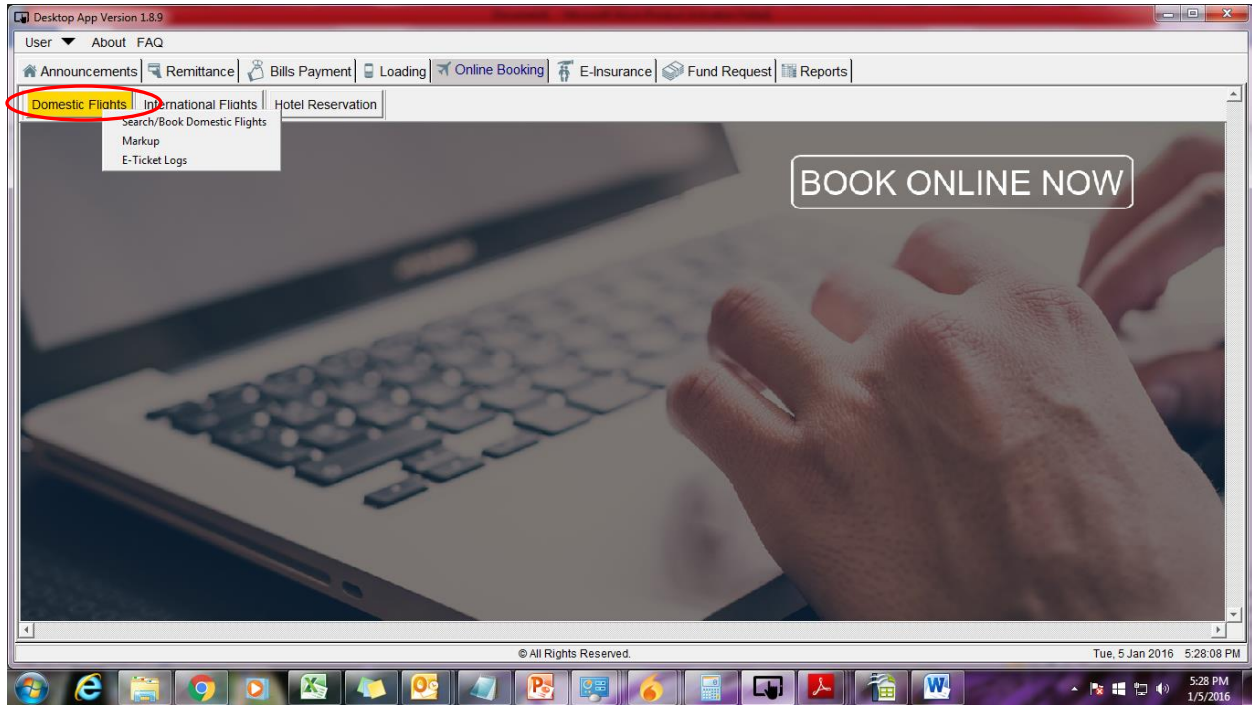 Desktop App Version 1.8.9
User About FAQ
Announcements Remittance Bills Payment Loading Online Booking E-Insurance Fund Request Reports
Domestic Flights International Flights Hotel Reservation
Search/Book Domestic Flights
Markup
E-Ticket Logs
BOOK ONLINE NOW
© All Rights Reserved. Tue, 5 Jan 2016 5:28:08 PM
5:28 PM
1/5/2016